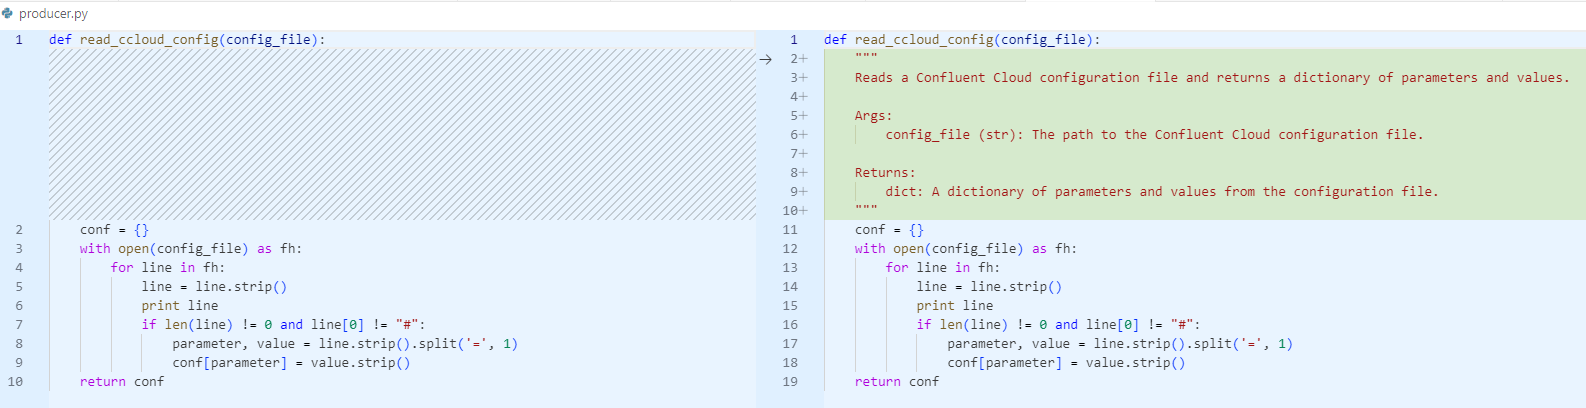 producer.py
1 def read_ccloud_config(config_file):
2 conf = {}
3 with open(config_file) as fh:
4 for line in fh:
5 line = line.strip()
6 print line
7 if len(line) != 0 and line[0] != "#":
8 parameter, value = line.strip().split('=', 1)
9 conf[parameter] = value.strip()
10 return conf
1 def read_ccloud_config(config_file):
2+ """
3+ Reads a Confluent Cloud configuration file and returns a dictionary of parameters and values.
4+
5+ Args:
6+ config_file (str): The path to the Confluent Cloud configuration file.
7+
8+ Returns:
9+ dict: A dictionary of parameters and values from the configuration file.
10+ """
11 conf = {}
12 with open(config_file) as fh:
13 for line in fh:
14 line = line.strip()
15 print line
16 if len(line) != 0 and line[0] != "#":
17 parameter, value = line.strip().split('=', 1)
18 conf[parameter] = value.strip()
19 return conf